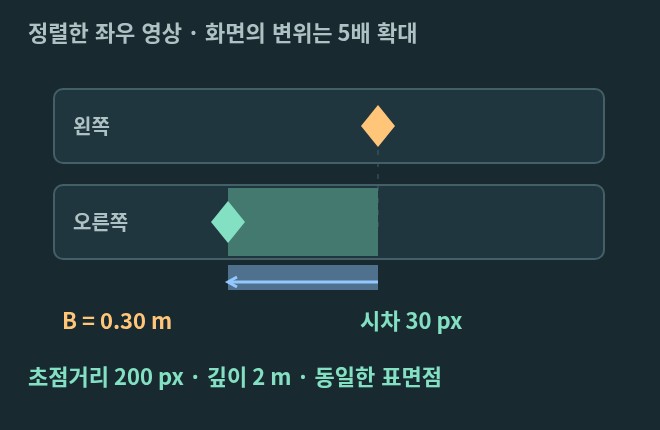 정렬한 좌우 영상 · 화면의 변위는 5배 확대
왼쪽
오른쪽
B = 0.30 m
시차 30 px
초점거리 200 px · 깊이 2 m · 동일한 표면점